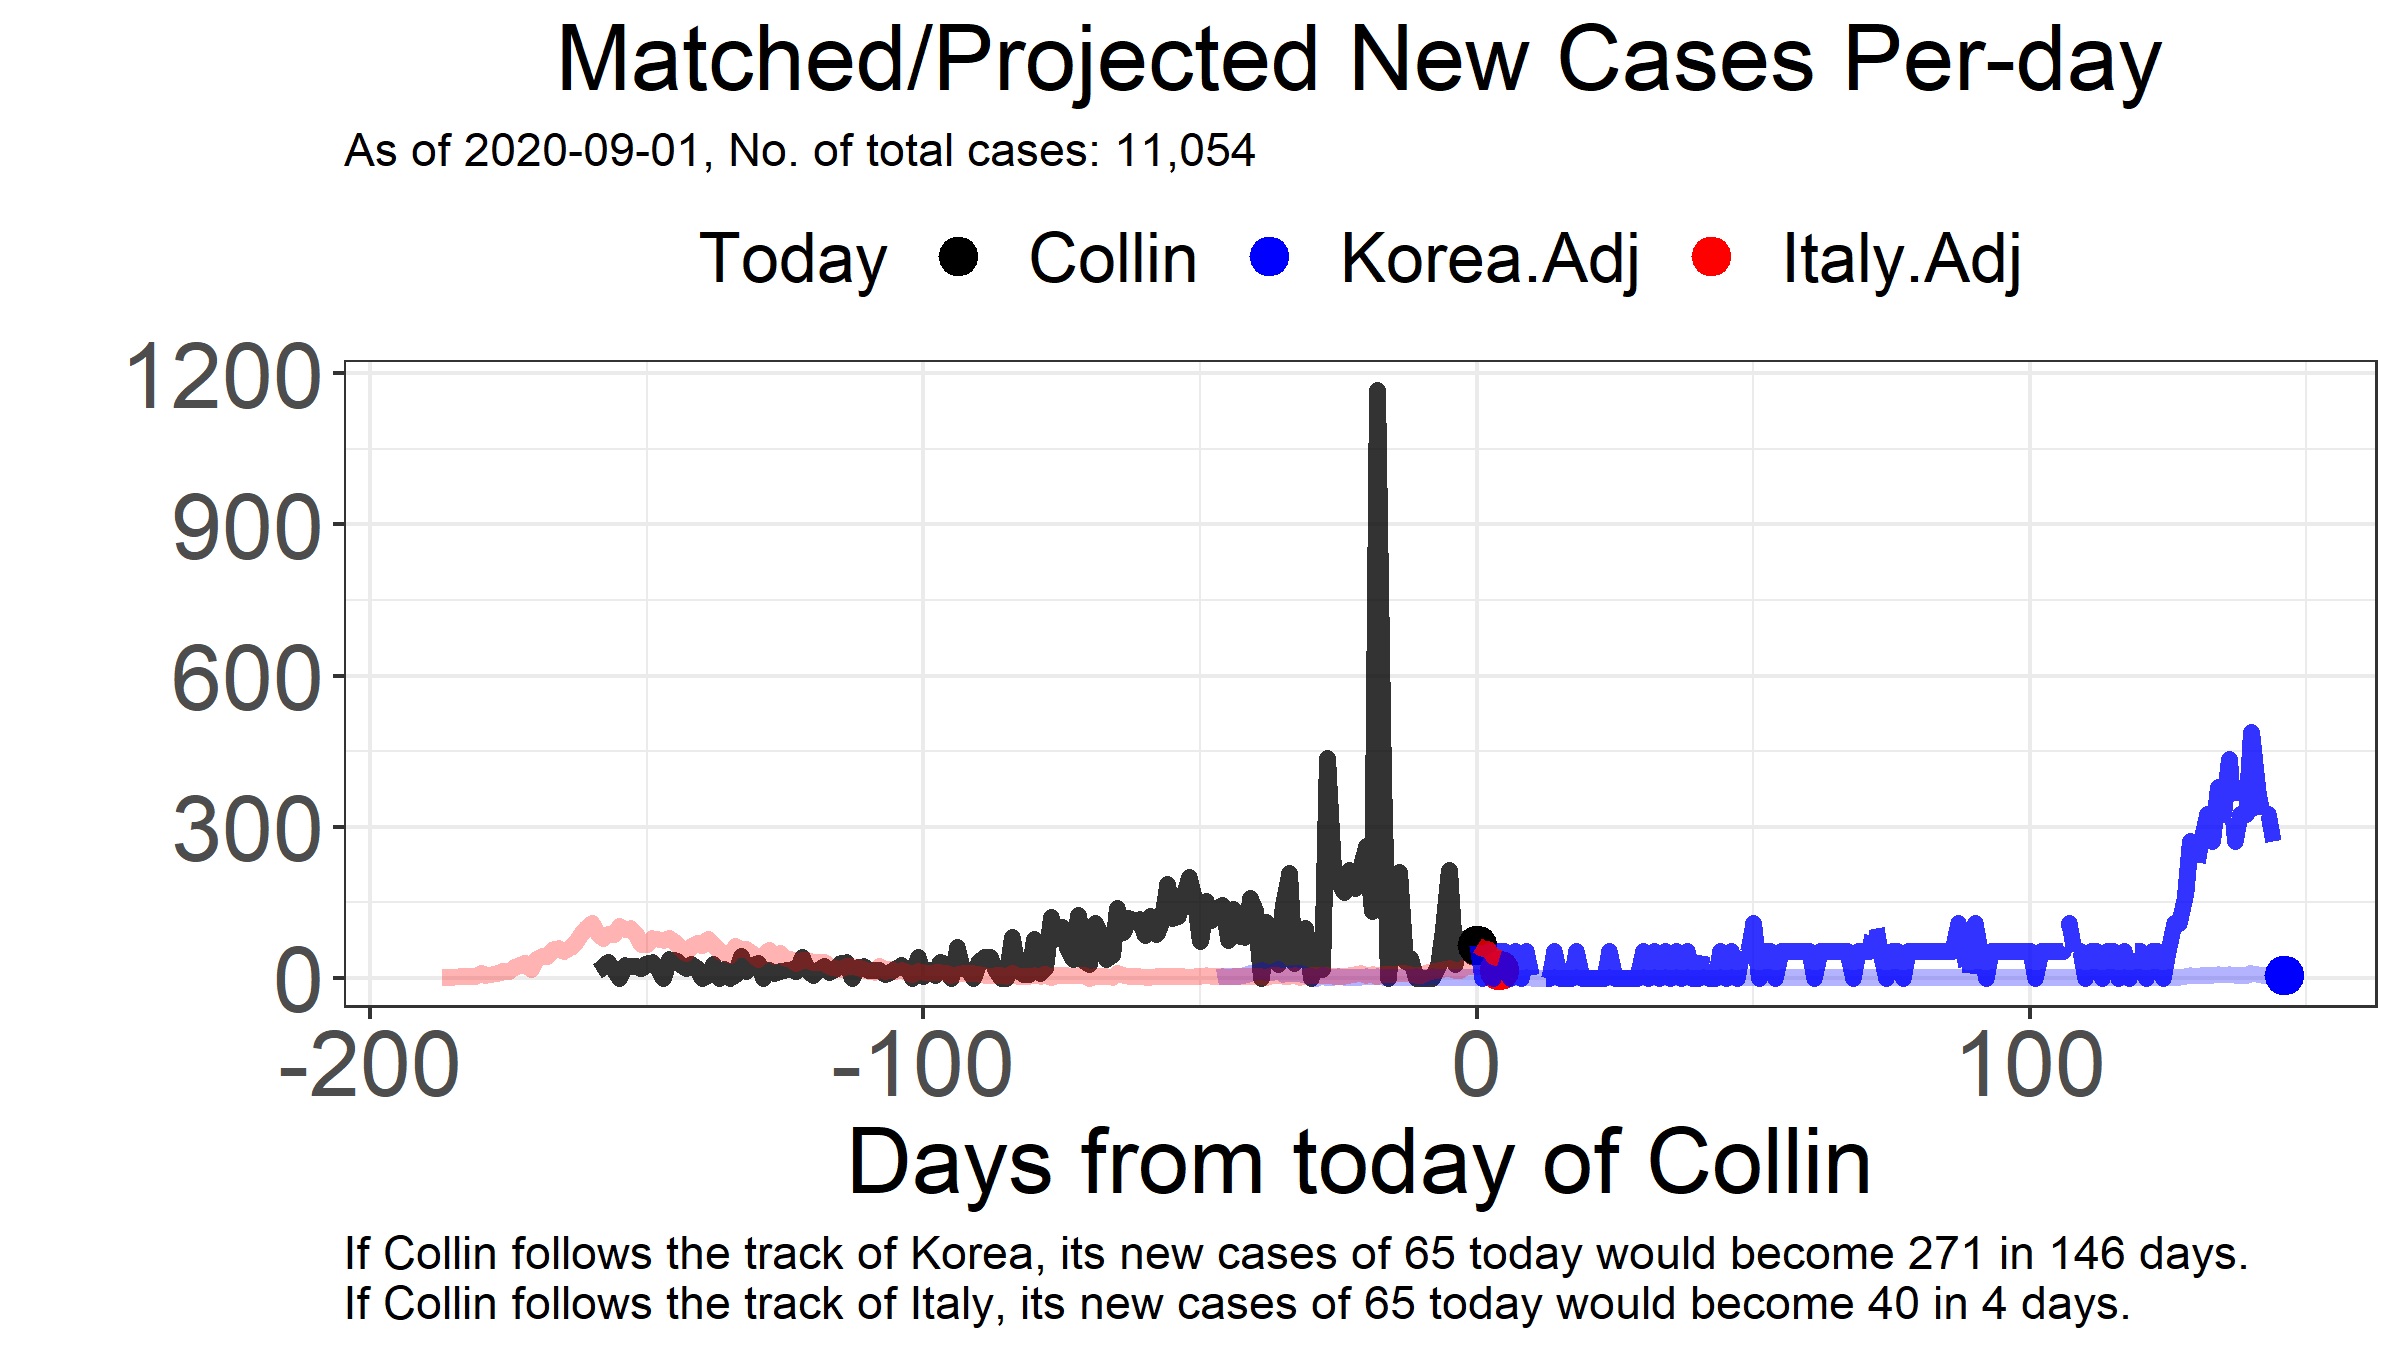 Matched/Projected New Cases Per-day
As of 2020-09-01, No. of total cases: 11,054
Today Collin Korea.Adj Italy.Adj
1200
900
600
300
0
-200 -100 0 100
Days from today of Collin
If Collin follows the track of Korea, its new cases of 65 today would become 271 in 146 days.
If Collin follows the track of Italy, its new cases of 65 today would become 40 in 4 days.